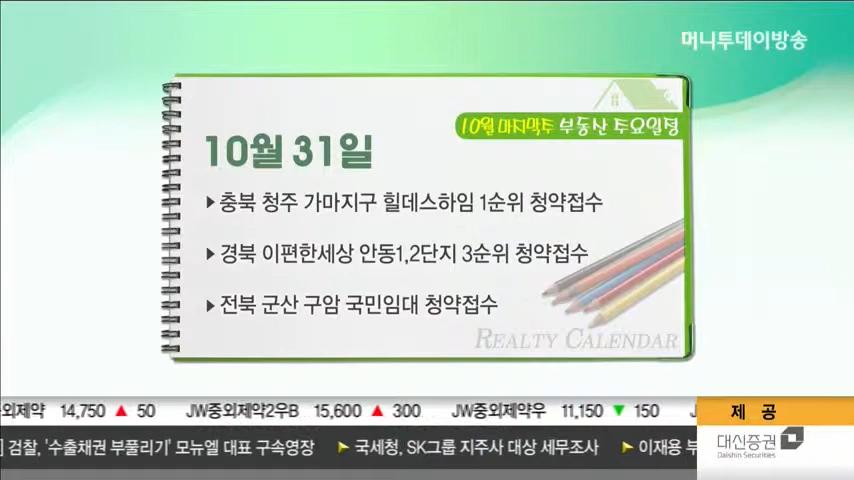 머니투데이방송
10월 마지막주 부동산 주요일정
10월 31일
▶충북 청주 가마지구 힐데스하임 1순위 청약접수
▶경북 이편한세상 안동1,2단지 3순위 청약접수
▶전북 군산 구암 국민임대 청약접수
REALTY CALENDAR
외제약 14,750 ▲ 50 JW중외제약2우B 15,600 ▲ 300 JW중외제약우 11,150 ▼ 150
제 공
] 검찰, '수출채권 부풀리기' 모뉴엘 대표 구속영장 ▶ 국세청, SK그룹 지주사 대상 세무조사 ▶ 이재용 부
대신증권
Daishin Securities